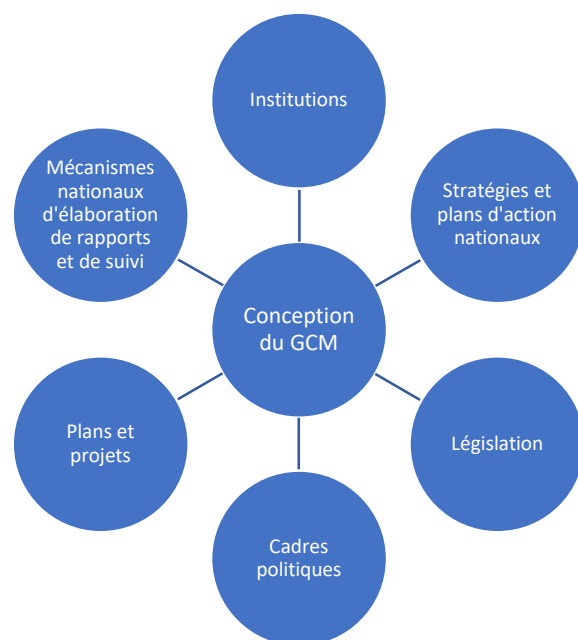 Institutions
Stratégies et
plans d'action
nationaux
Législation
Cadres
politiques
Plans et
projets
Mécanismes
nationaux
d'élaboration
de rapports
et de suivi
Conception
du GCM